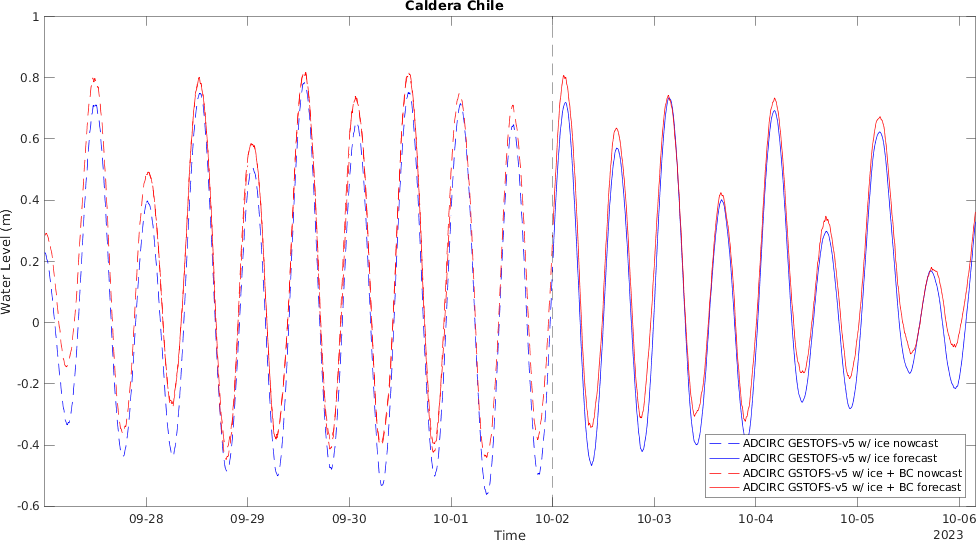 Caldera Chile
1
0.8
0.6
0.4
0.2
0
-0.2
-0.4
-0.6
Water Level (m)
ADCIRC GESTOFS-v5 w/ ice nowcast
ADCIRC GESTOFS-v5 w/ ice forecast
ADCIRC GSTOFS-v5 w/ ice + BC nowcast
ADCIRC GSTOFS-v5 w/ ice + BC forecast
09-28 09-29 09-30 10-01 10-02 10-03 10-04 10-05 10-06
Time
2023